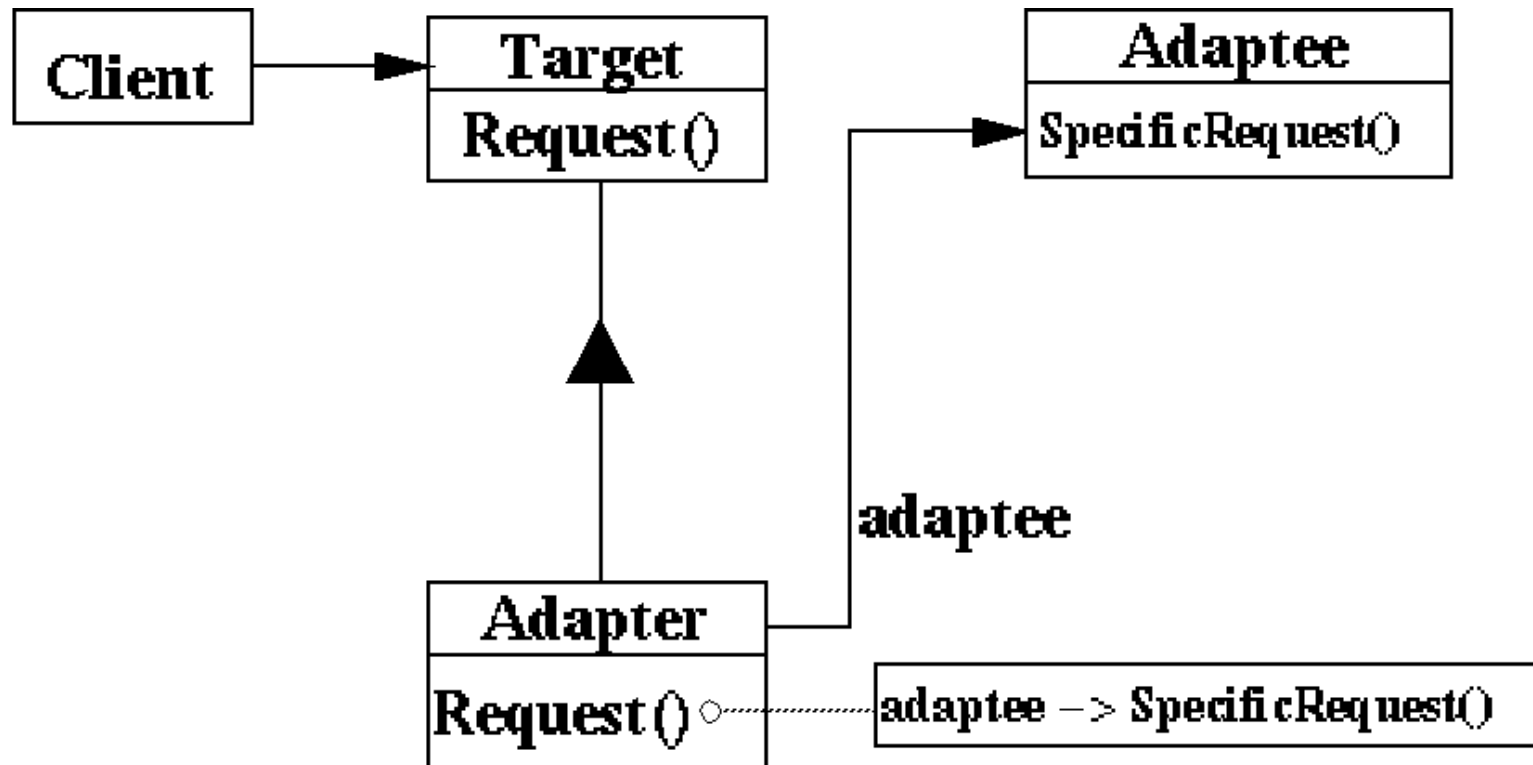 Client
Target
Request()
Adaptee
SpecificRequest()
adaptee
Adapter
Request()
adaptee -> SpecificRequest()